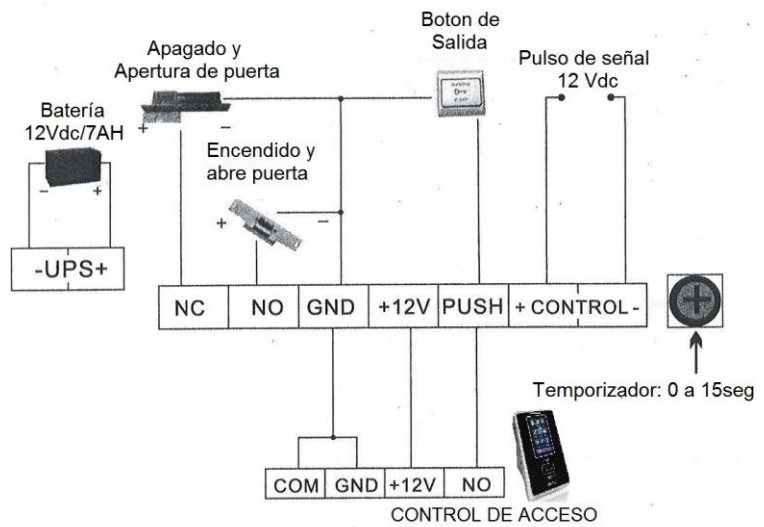 Boton de
Salida
Apagado y
Apertura de puerta
Pulso de señal
12 Vdc
Batería
12Vdc/7AH
+ −
− +
Encendido y
abre puerta
+ −
-UPS+
NC NO GND +12V PUSH + CONTROL -
Temporizador: 0 a 15seg
COM GND +12V NO
CONTROL DE ACCESO